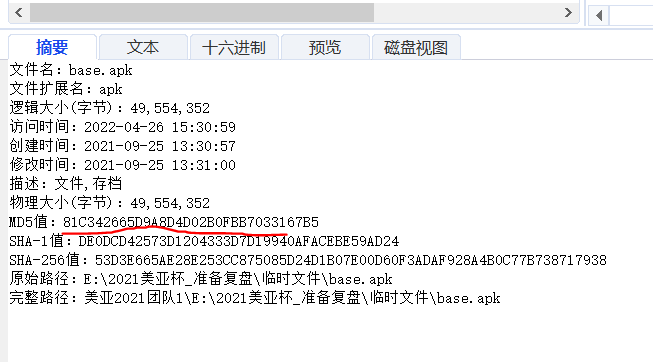 摘要 文本 十六进制 预览 磁盘视图
文件名：base.apk
文件扩展名：apk
逻辑大小(字节)：49,554,352
访问时间：2022-04-26 15:30:59
创建时间：2021-09-25 13:30:57
修改时间：2021-09-25 13:31:00
描述：文件,存档
物理大小(字节)：49,554,352
MD5值：81C342665D9A8D4D02B0FBB7033167B5
SHA-1值：DE0DCD42573D1204333D7D19940AFACEBE59AD24
SHA-256值：53D3E665AE28E253CC875085D24D1B07E00D60F3ADAF928A4B0C77B738717938
原始路径：E:\2021美亚杯_准备复盘\临时文件\base.apk
完整路径：美亚2021团队1\E:\2021美亚杯_准备复盘\临时文件\base.apk